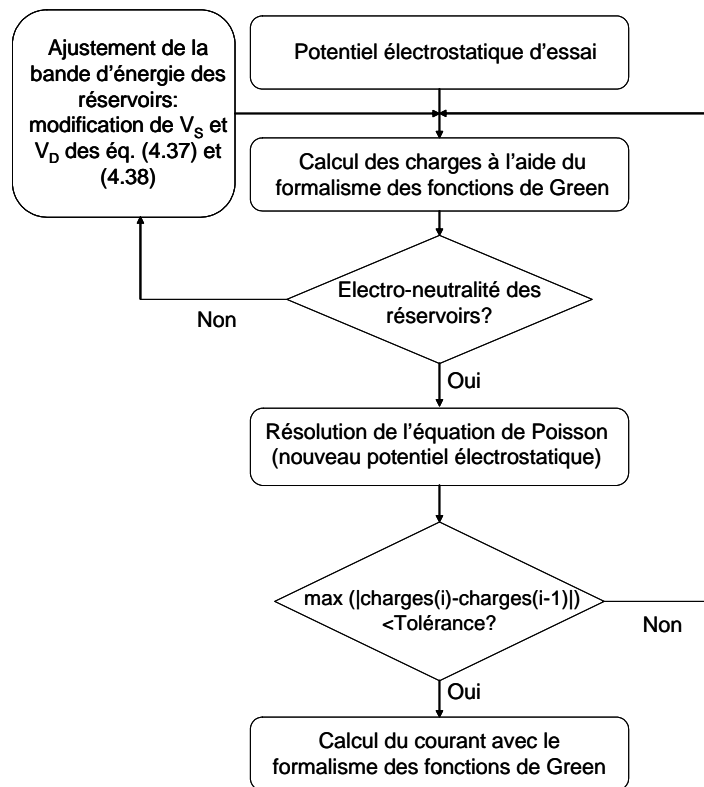 Ajustement de la
bande d'énergie des
réservoirs:
modification de VS et
VD des éq. (4.37) et
(4.38)
Potentiel électrostatique d'essai
Calcul des charges à l'aide du
formalisme des fonctions de Green
Electro-neutralité des
réservoirs?
Non
Oui
Résolution de l'équation de Poisson
(nouveau potentiel électrostatique)
max (|charges(i)-charges(i-1)|)
<Tolérance?
Non
Oui
Calcul du courant avec le
formalisme des fonctions de Green